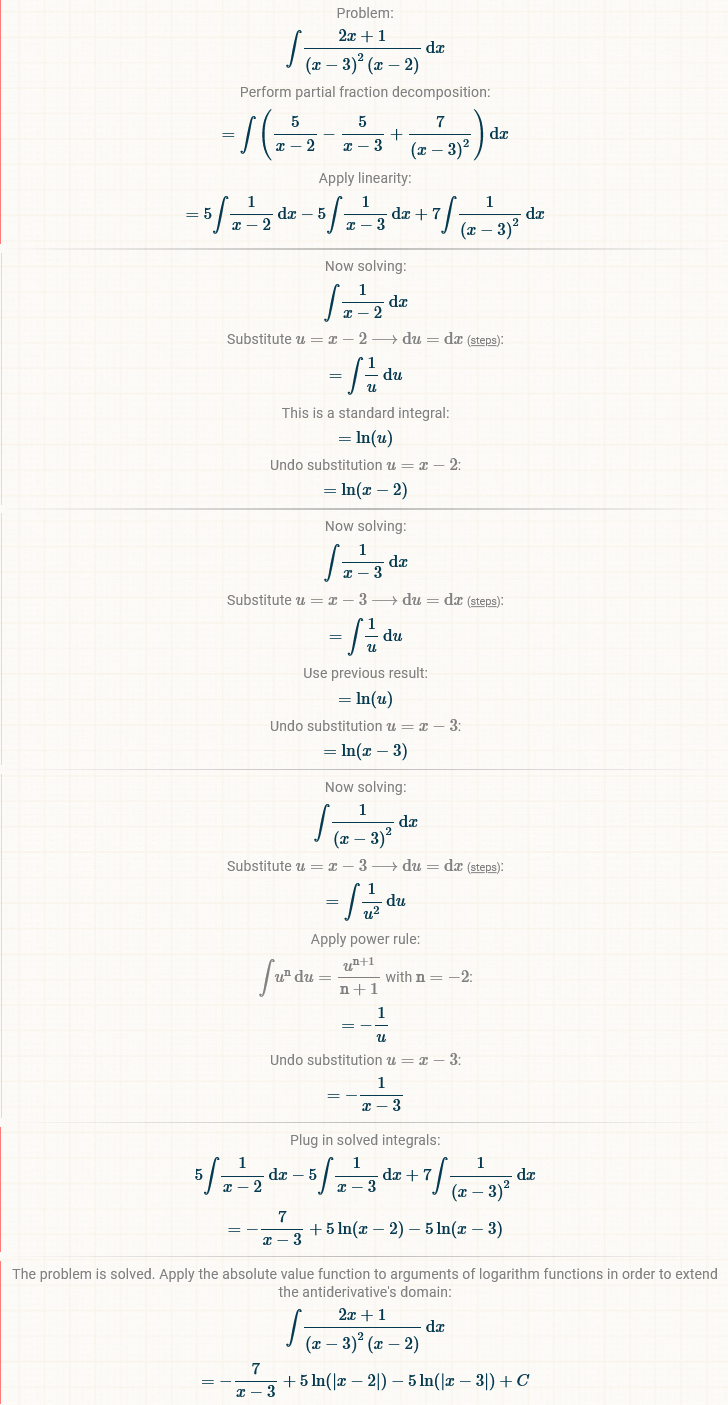 Problem:
∫ (2x + 1)/((x − 3)² (x − 2)) dx
Perform partial fraction decomposition:
= ∫ (5/(x − 2) − 5/(x − 3) + 7/(x − 3)²) dx
Apply linearity:
= 5∫ 1/(x − 2) dx − 5∫ 1/(x − 3) dx + 7∫ 1/(x − 3)² dx
Now solving:
∫ 1/(x − 2) dx
Substitute u = x − 2 ⟶ du = dx (steps):
= ∫ 1/u du
This is a standard integral:
= ln(u)
Undo substitution u = x − 2:
= ln(x − 2)
Now solving:
∫ 1/(x − 3) dx
Substitute u = x − 3 ⟶ du = dx (steps):
= ∫ 1/u du
Use previous result:
= ln(u)
Undo substitution u = x − 3:
= ln(x − 3)
Now solving:
∫ 1/(x − 3)² dx
Substitute u = x − 3 ⟶ du = dx (steps):
= ∫ 1/u² du
Apply power rule:
∫ uⁿ du = uⁿ⁺¹/(n + 1) with n = −2:
= −1/u
Undo substitution u = x − 3:
= −1/(x − 3)
Plug in solved integrals:
5∫ 1/(x − 2) dx − 5∫ 1/(x − 3) dx + 7∫ 1/(x − 3)² dx
= −7/(x − 3) + 5 ln(x − 2) − 5 ln(x − 3)
The problem is solved. Apply the absolute value function to arguments of logarithm functions in order to extend
the antiderivative's domain:
∫ (2x + 1)/((x − 3)² (x − 2)) dx
= −7/(x − 3) + 5 ln(|x − 2|) − 5 ln(|x − 3|) + C